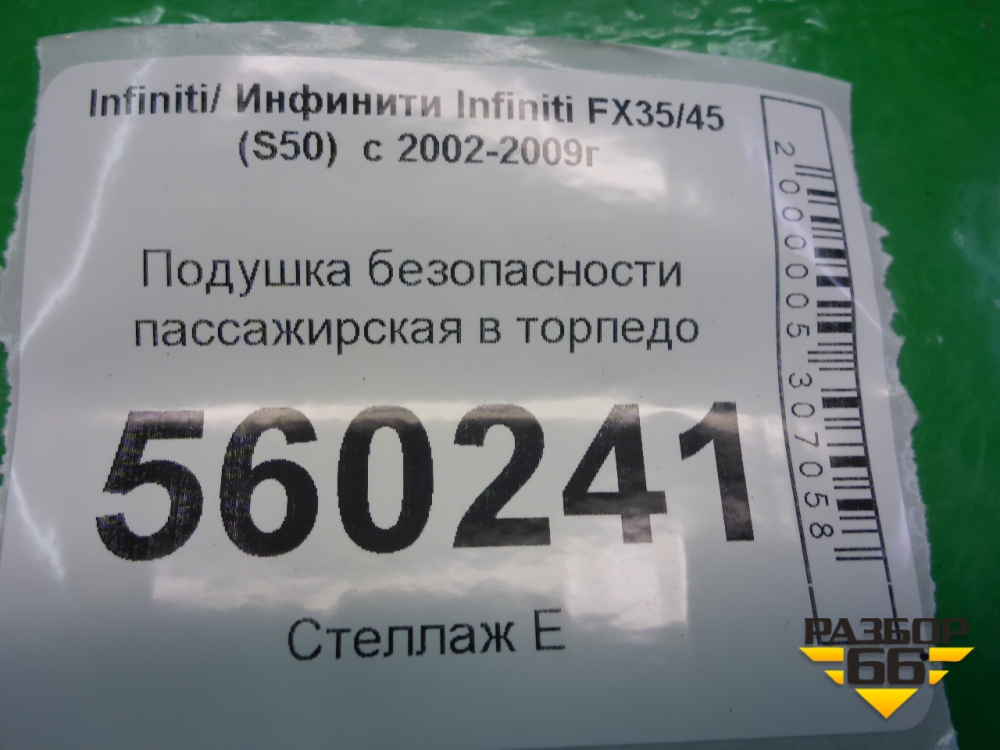 Infiniti/ Инфинити Infiniti FX35/45
(S50) с 2002-2009г
Подушка безопасности
пассажирская в торпедо
560241
Стеллаж Е
2000005307058
РАЗБОР
66